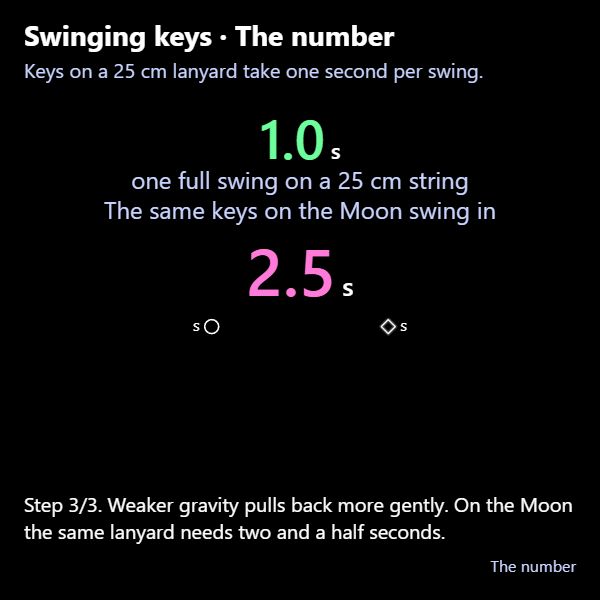 Swinging keys · The number
Keys on a 25 cm lanyard take one second per swing.
1.0 s
one full swing on a 25 cm string
The same keys on the Moon swing in
2.5 s
s s
Step 3/3. Weaker gravity pulls back more gently. On the Moon
the same lanyard needs two and a half seconds.
The number